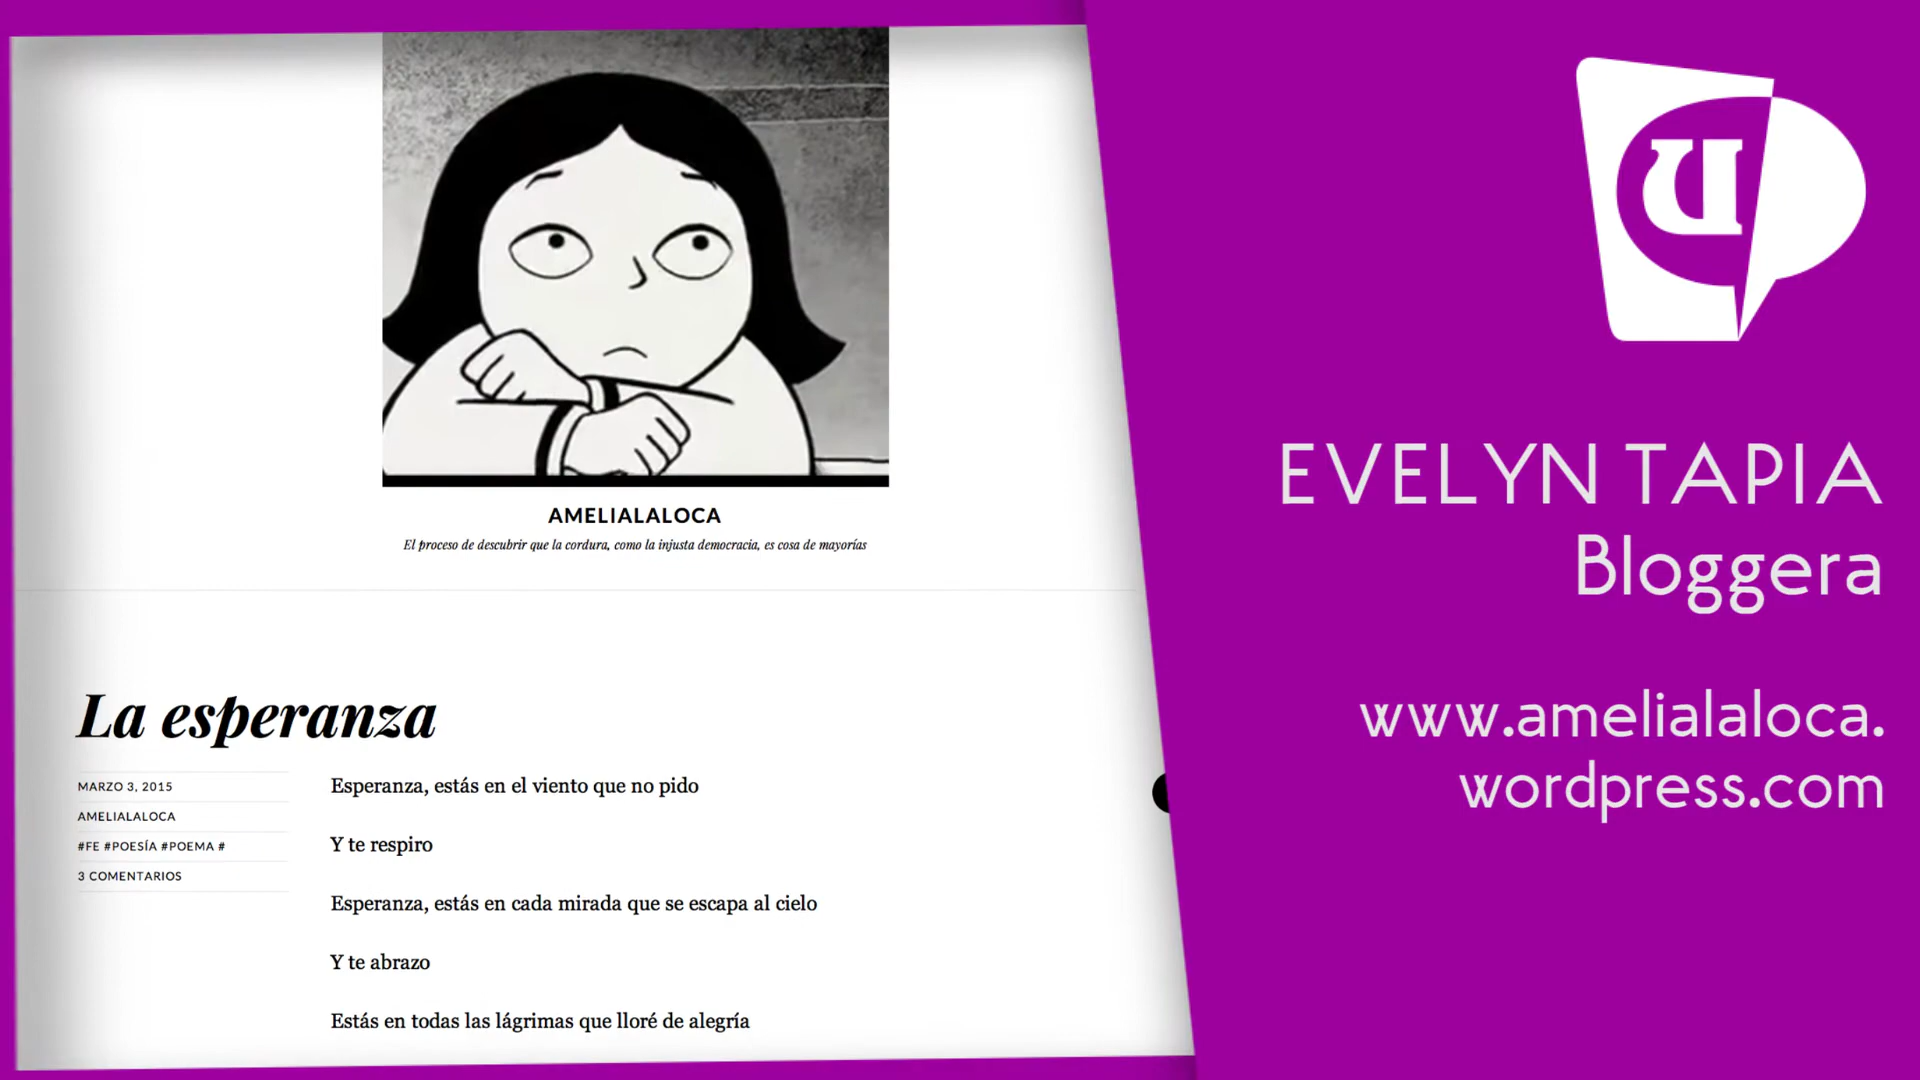 AMELIALALOCA
El proceso de descubrir que la cordura, como la injusta democracia, es cosa de mayorías
La esperanza
MARZO 3, 2015
AMELIALALOCA
#FE #POESÍA #POEMA #
3 COMENTARIOS
Esperanza, estás en el viento que no pido
Y te respiro
Esperanza, estás en cada mirada que se escapa al cielo
Y te abrazo
Estás en todas las lágrimas que lloré de alegría
U
EVELYN TAPIA
Bloggera
www.amelialaloca.
wordpress.com